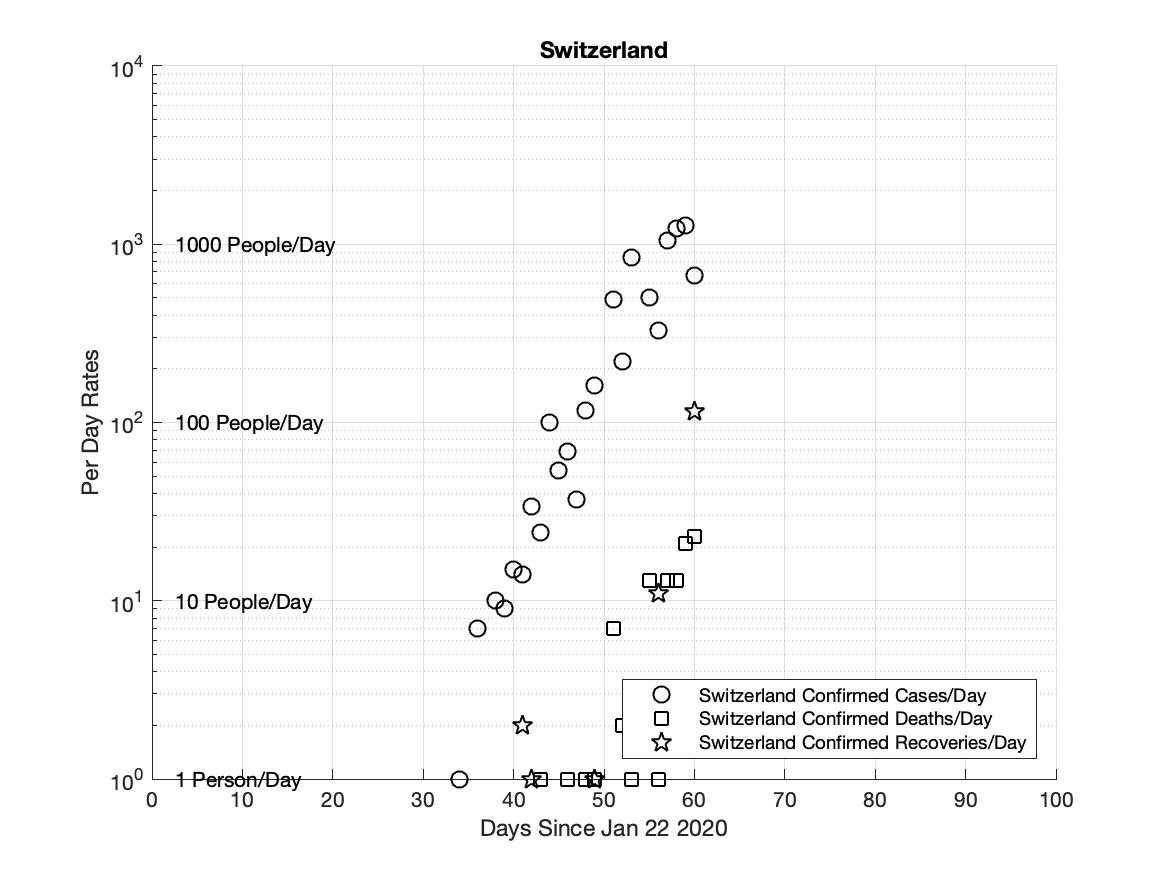 Switzerland
10^4
10^3
1000 People/Day
10^2
100 People/Day
Per Day Rates
10^1
10 People/Day
Switzerland Confirmed Cases/Day
Switzerland Confirmed Deaths/Day
Switzerland Confirmed Recoveries/Day
10^0
1 Person/Day
0 10 20 30 40 50 60 70 80 90 100
Days Since Jan 22 2020